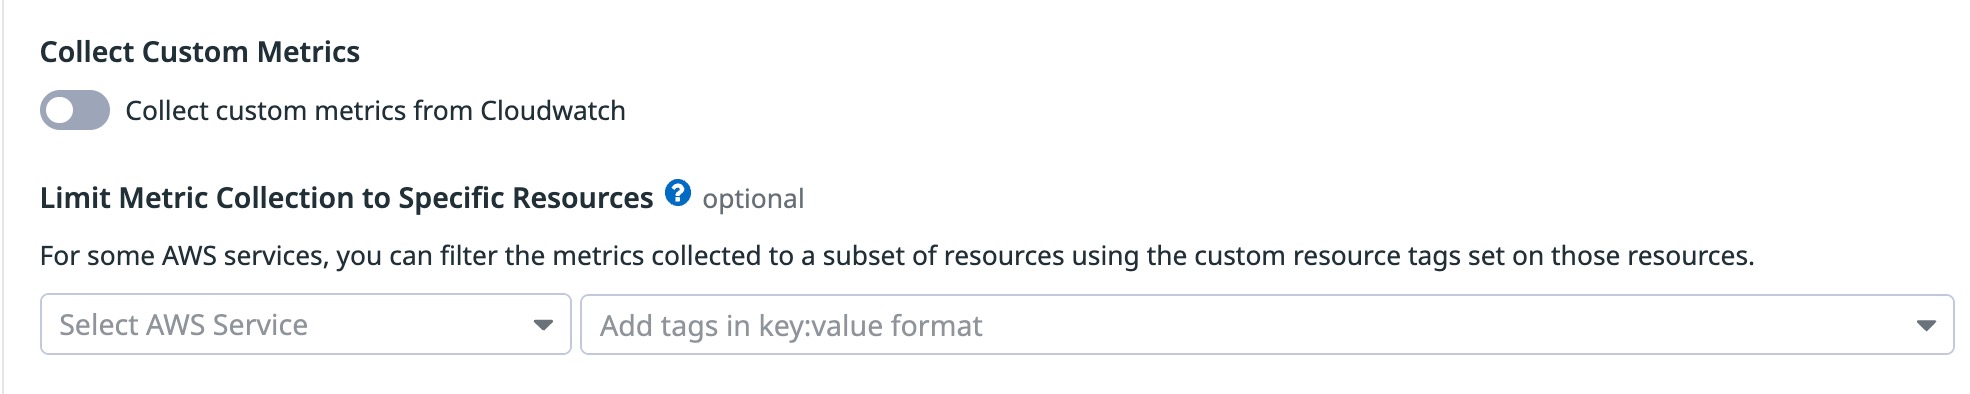 Collect Custom Metrics
Collect custom metrics from Cloudwatch
Limit Metric Collection to Specific Resources ? optional
For some AWS services, you can filter the metrics collected to a subset of resources using the custom resource tags set on those resources.
Select AWS Service Add tags in key:value format